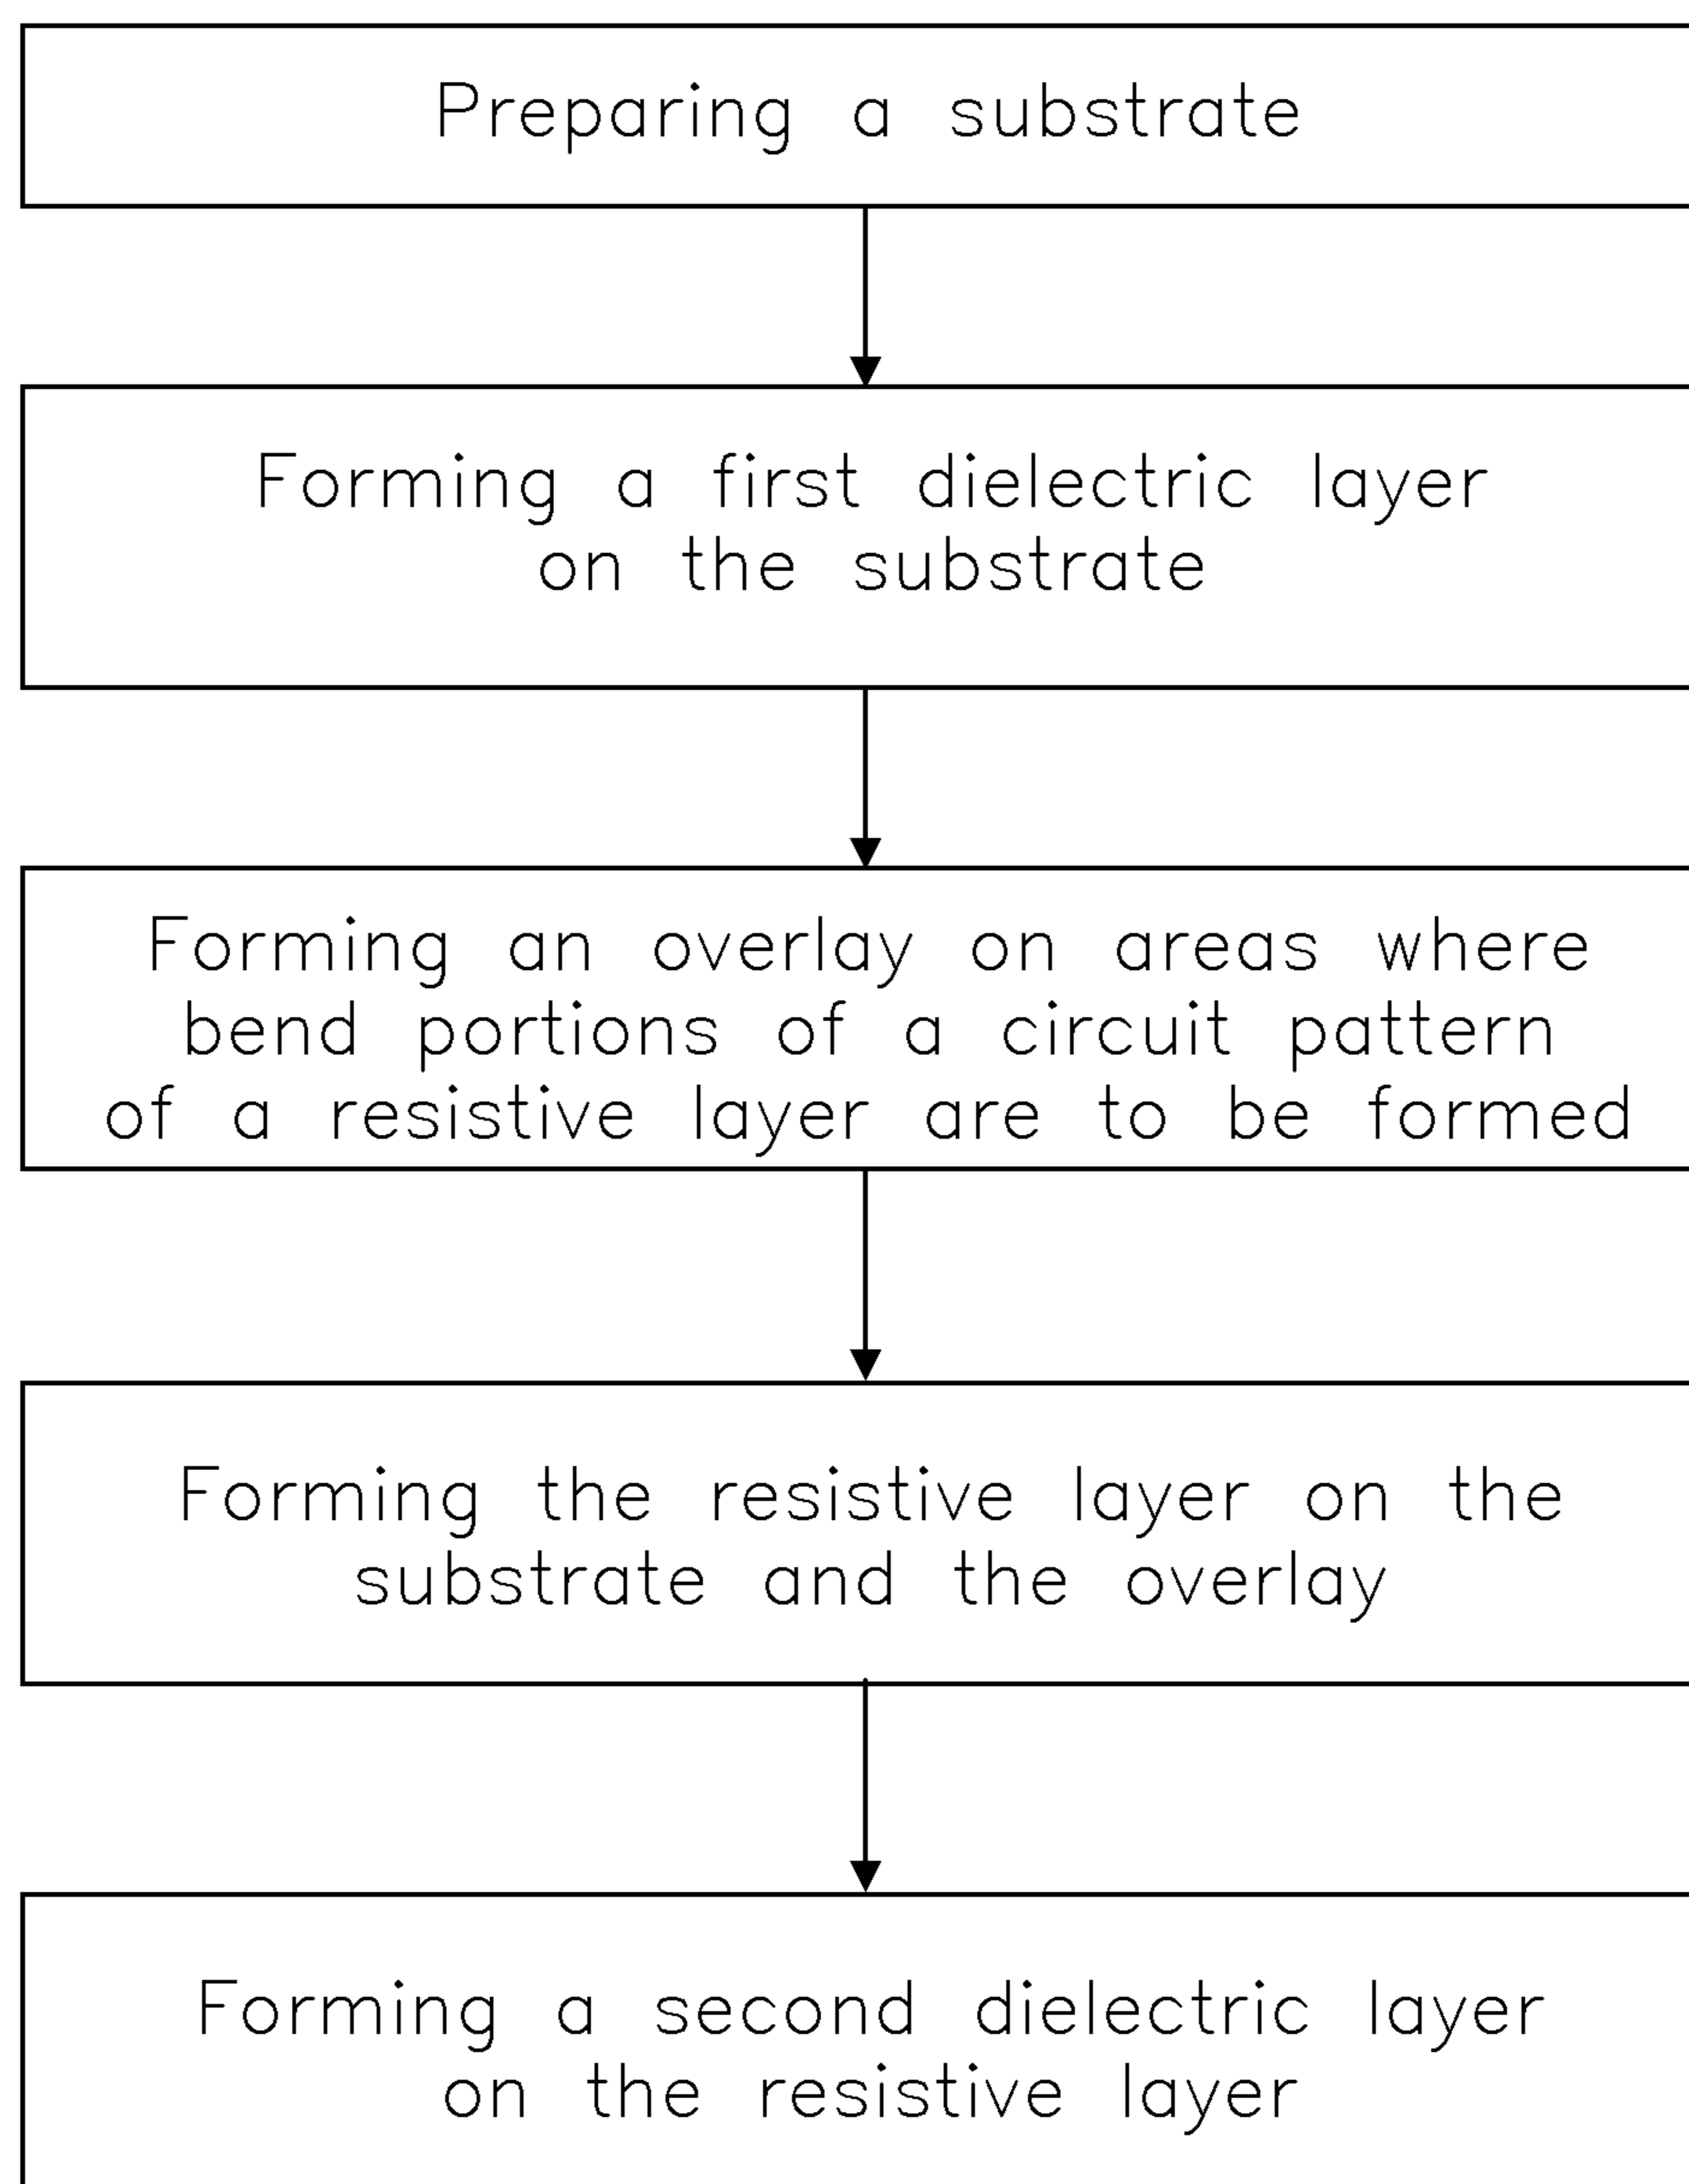 Preparing a substrate
Forming a first dielectric layer
on the substrate
Forming an overlay on areas where
bend portions of a circuit pattern
of a resistive layer are to be formed
Forming the resistive layer on the
substrate and the overlay
Forming a second dielectric layer
on the resistive layer